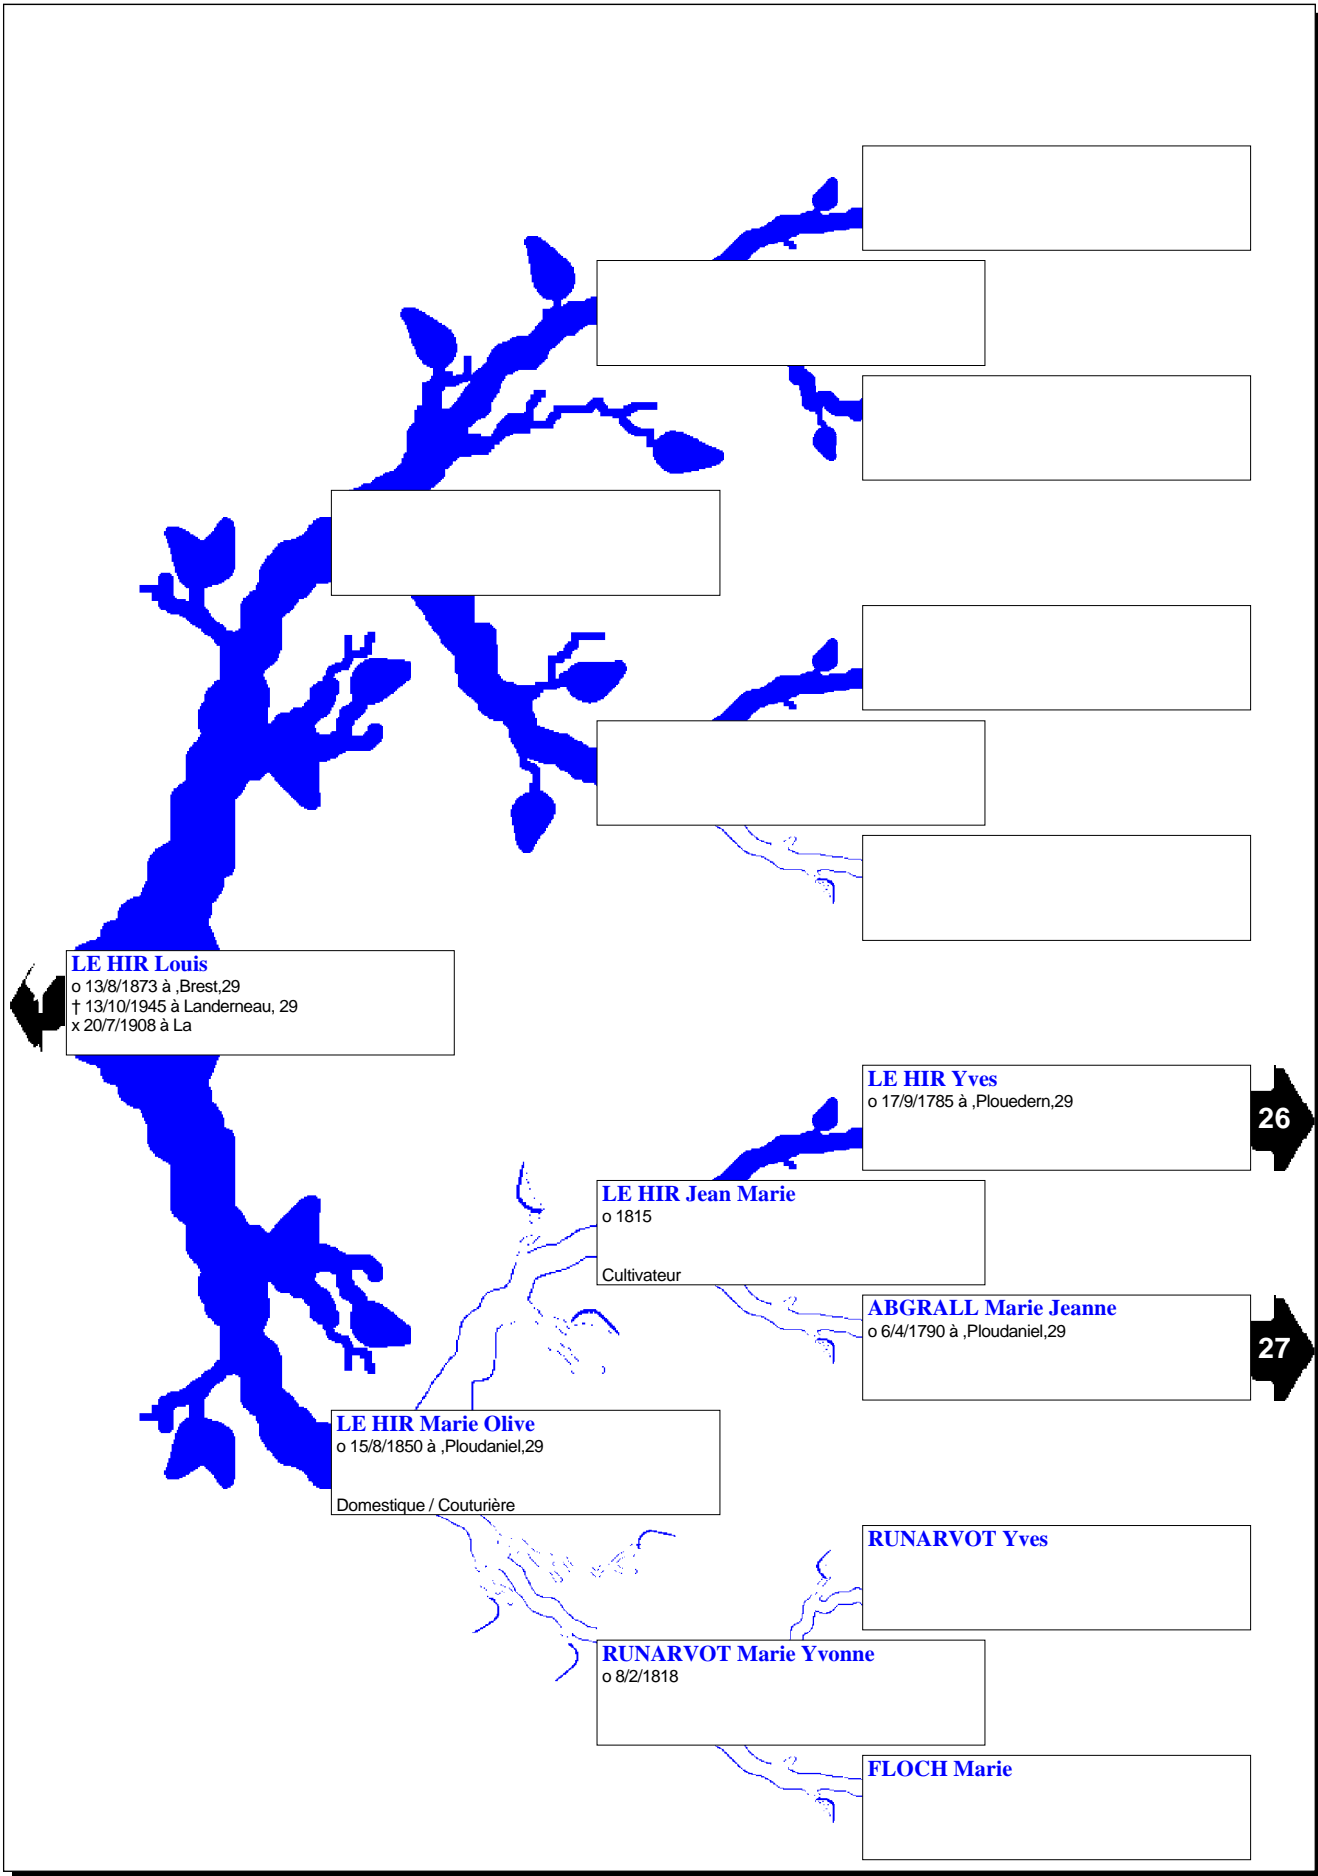 LE HIR Louis
o 13/8/1873 à ,Brest,29
† 13/10/1945 à Landerneau, 29
x 20/7/1908 à La
LE HIR Yves
o 17/9/1785 à ,Plouedern,29
26
LE HIR Jean Marie
o 1815
Cultivateur
ABGRALL Marie Jeanne
o 6/4/1790 à ,Ploudaniel,29
27
LE HIR Marie Olive
o 15/8/1850 à ,Ploudaniel,29
Domestique / Couturière
RUNARVOT Yves
RUNARVOT Marie Yvonne
o 8/2/1818
FLOCH Marie